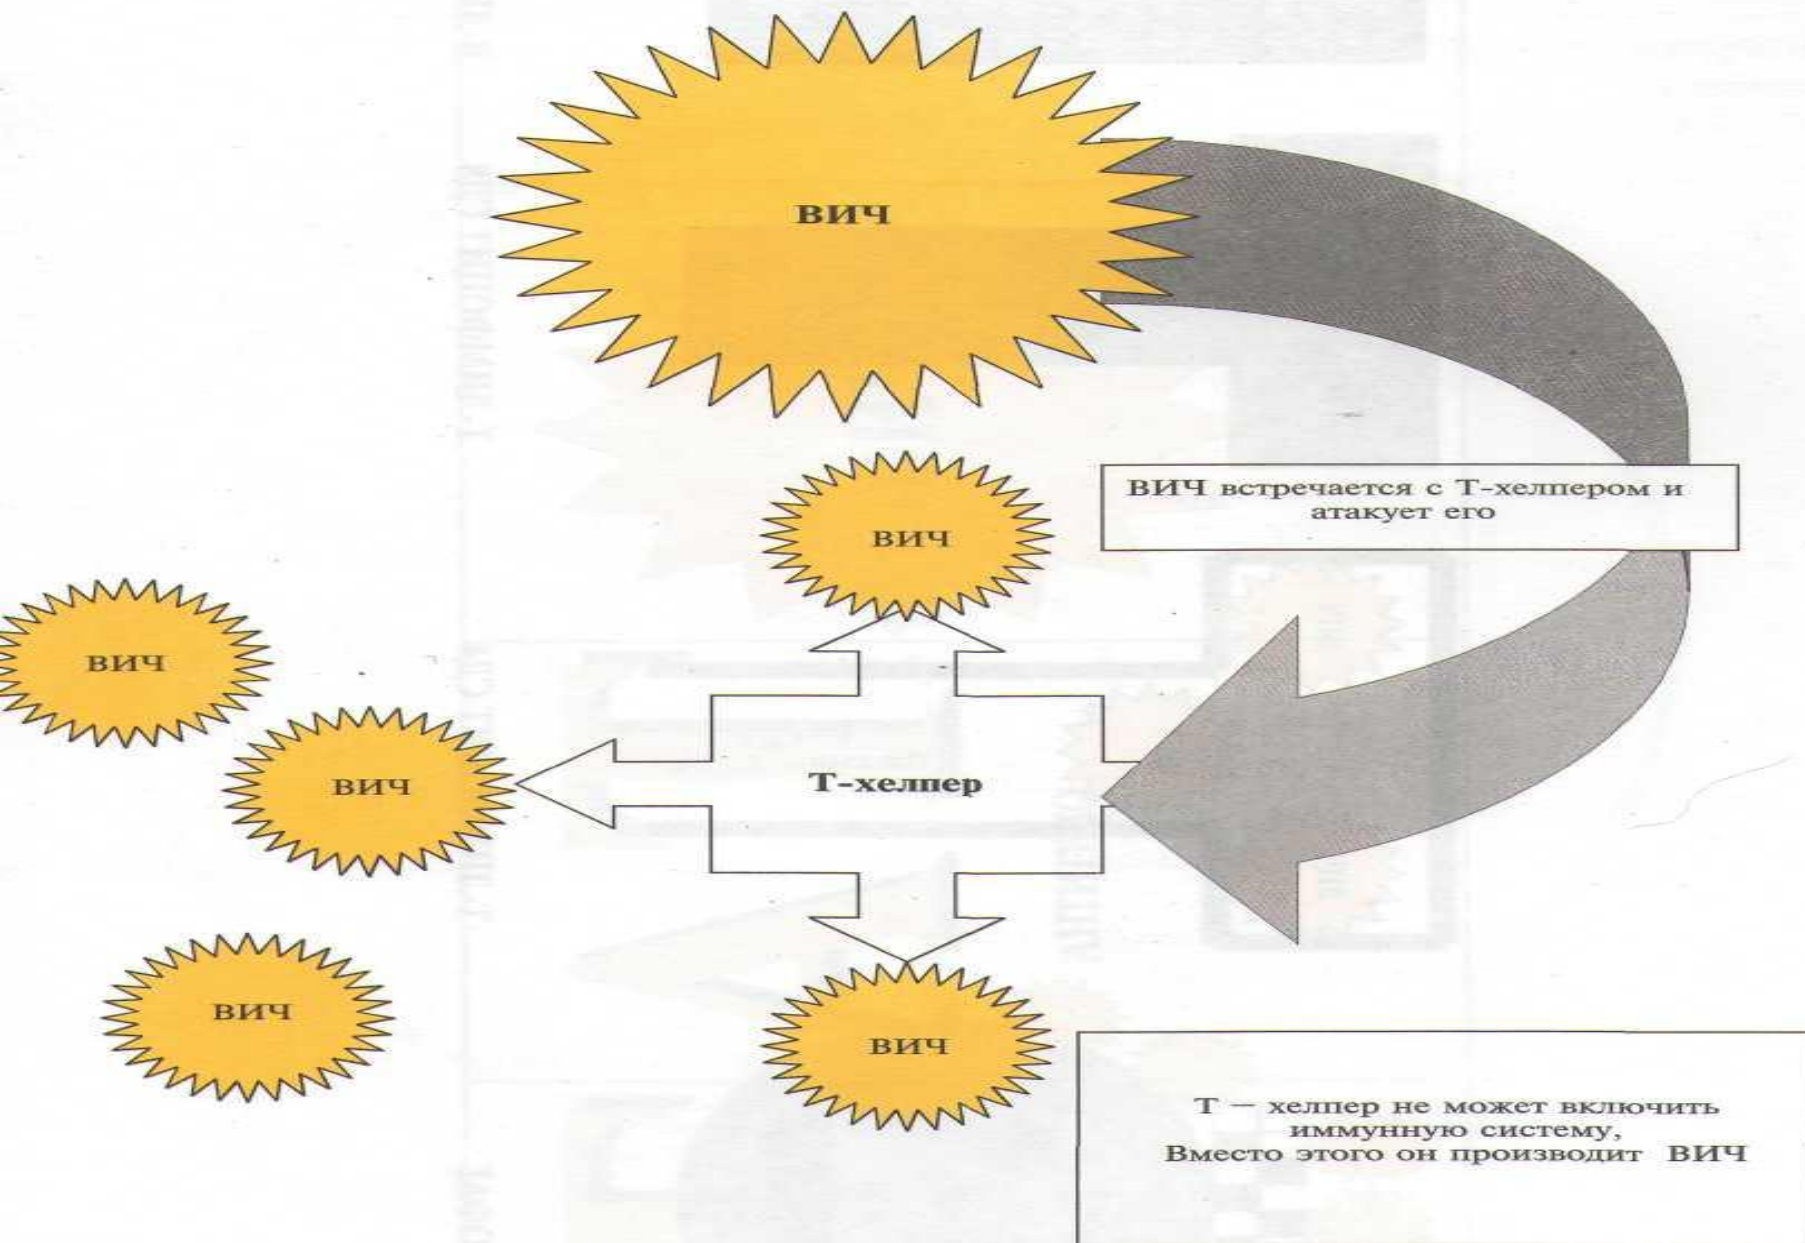 ВИЧ
ВИЧ
ВИЧ встречается с Т-хелпером и
атакует его
ВИЧ
ВИЧ
Т-хелпер
ВИЧ
ВИЧ
Т — хелпер не может включить
иммунную систему,
Вместо этого он производит ВИЧ